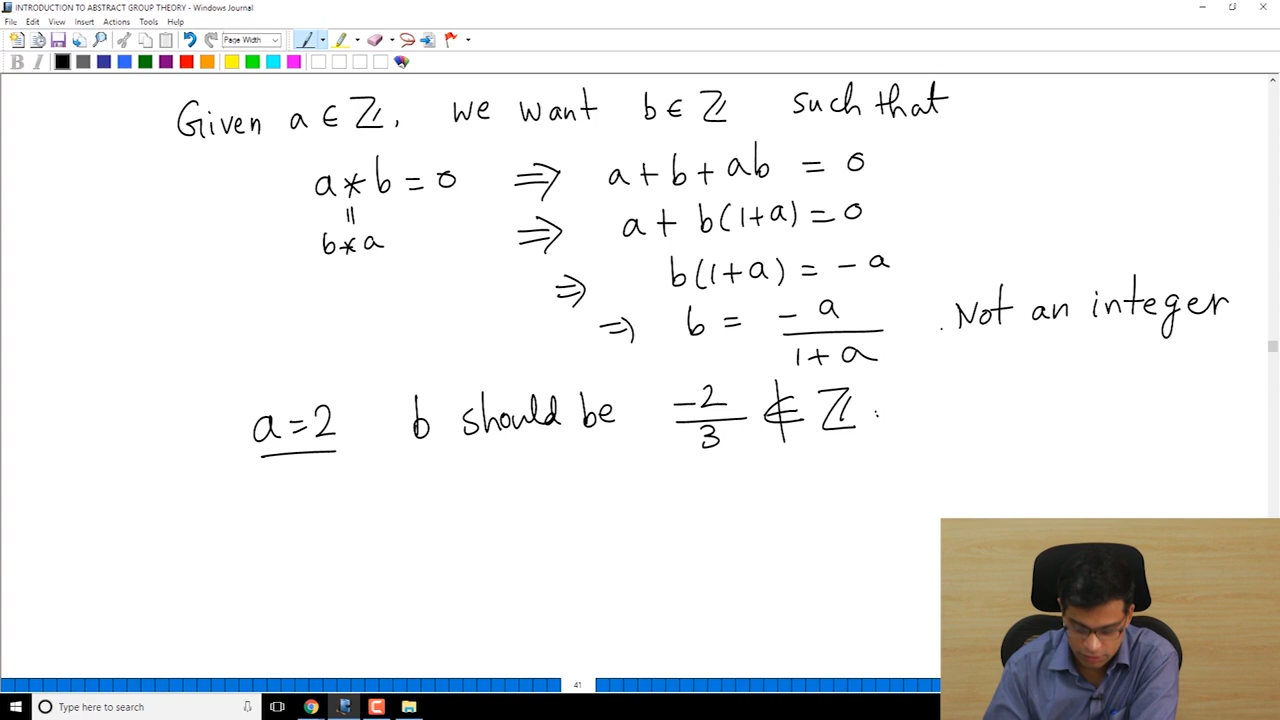 INTRODUCTION TO ABSTRACT GROUP THEORY - Windows Journal
File Edit View Insert Actions Tools Help
Page Width
B I
Given a ∈ ℤ, we want b ∈ ℤ such that
a * b = 0 ⇒ a + b + ab = 0
"
b * a ⇒ a + b(1+a) = 0
⇒ b(1+a) = - a
⇒ b = -a/(1+a) . Not an integer
a=2 b should be -2/3 ∉ ℤ.
41
Type here to search